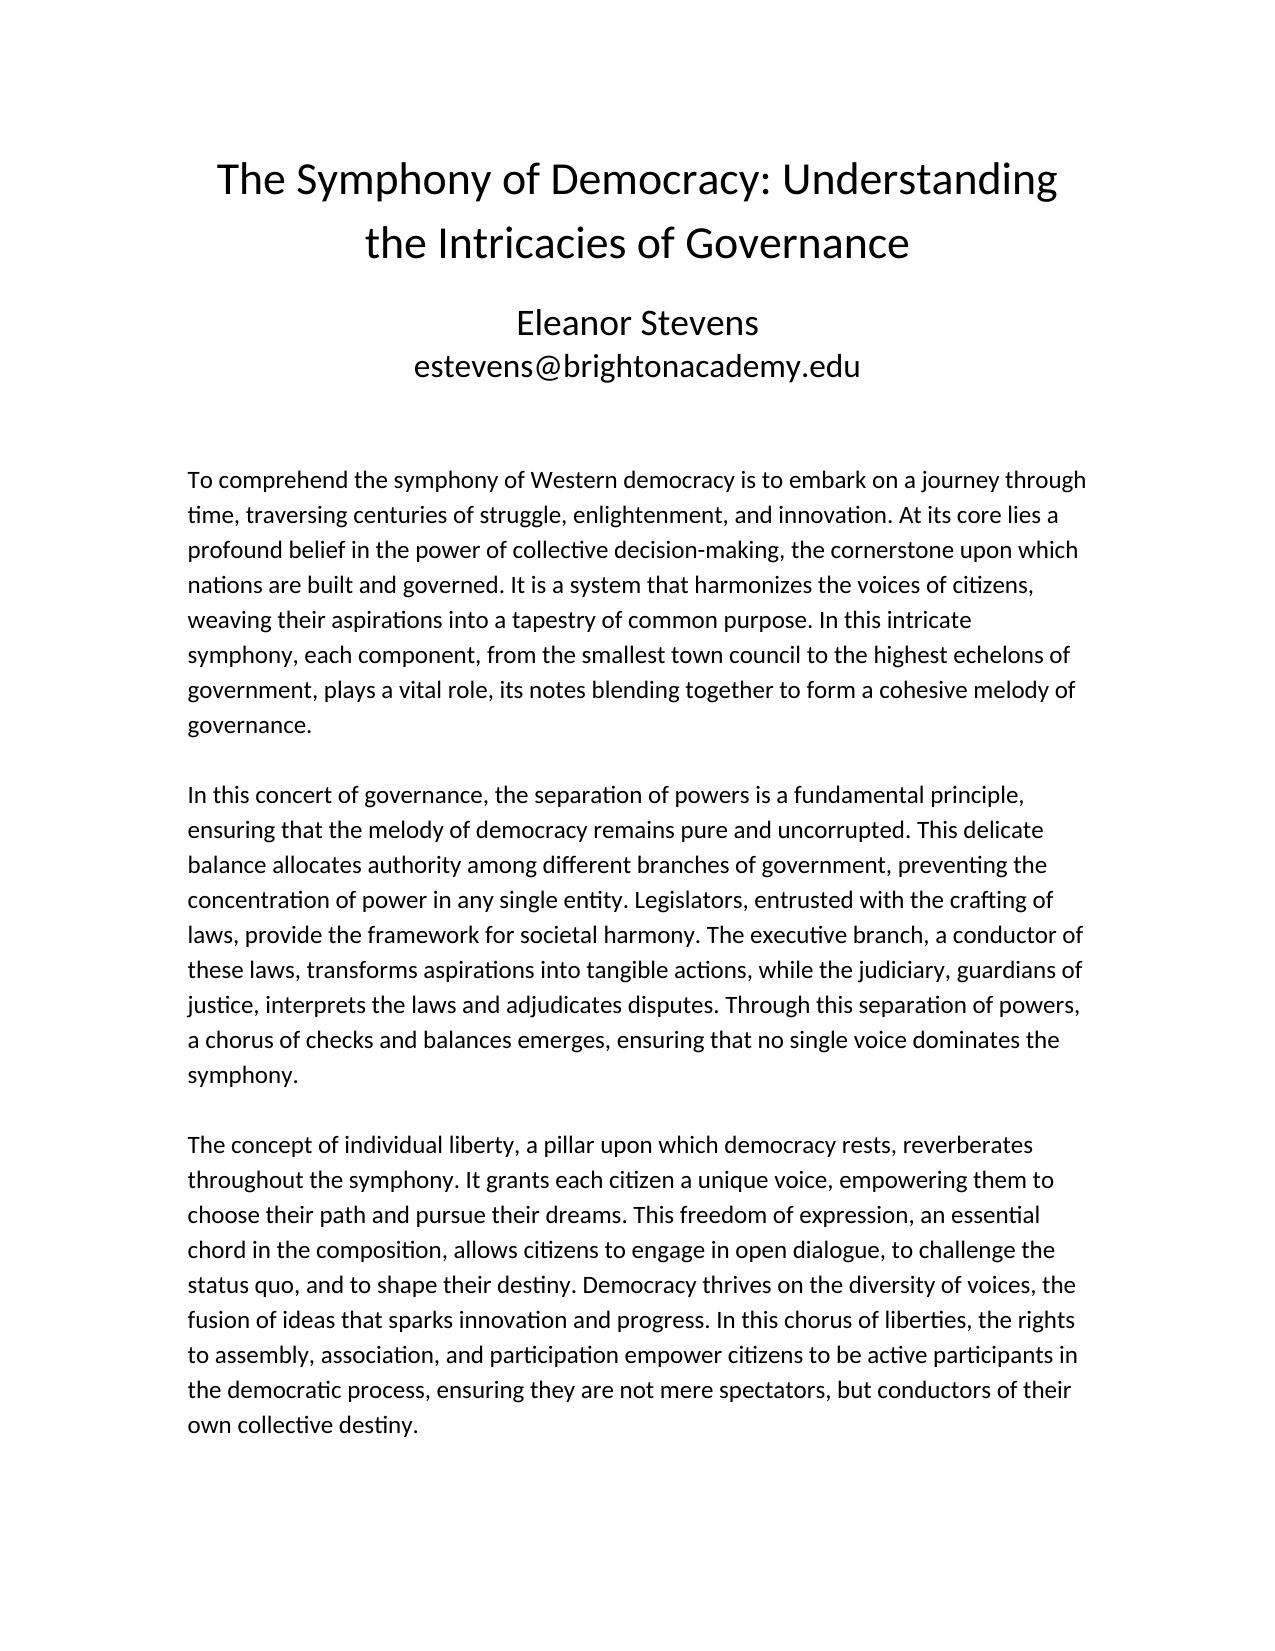 The Symphony of Democracy: Understanding
the Intricacies of Governance
Eleanor Stevens
estevens@brightonacademy.edu
To comprehend the symphony of Western democracy is to embark on a journey through
time, traversing centuries of struggle, enlightenment, and innovation. At its core lies a
profound belief in the power of collective decision-making, the cornerstone upon which
nations are built and governed. It is a system that harmonizes the voices of citizens,
weaving their aspirations into a tapestry of common purpose. In this intricate
symphony, each component, from the smallest town council to the highest echelons of
government, plays a vital role, its notes blending together to form a cohesive melody of
governance.
In this concert of governance, the separation of powers is a fundamental principle,
ensuring that the melody of democracy remains pure and uncorrupted. This delicate
balance allocates authority among different branches of government, preventing the
concentration of power in any single entity. Legislators, entrusted with the crafting of
laws, provide the framework for societal harmony. The executive branch, a conductor of
these laws, transforms aspirations into tangible actions, while the judiciary, guardians of
justice, interprets the laws and adjudicates disputes. Through this separation of powers,
a chorus of checks and balances emerges, ensuring that no single voice dominates the
symphony.
The concept of individual liberty, a pillar upon which democracy rests, reverberates
throughout the symphony. It grants each citizen a unique voice, empowering them to
choose their path and pursue their dreams. This freedom of expression, an essential
chord in the composition, allows citizens to engage in open dialogue, to challenge the
status quo, and to shape their destiny. Democracy thrives on the diversity of voices, the
fusion of ideas that sparks innovation and progress. In this chorus of liberties, the rights
to assembly, association, and participation empower citizens to be active participants in
the democratic process, ensuring they are not mere spectators, but conductors of their
own collective destiny.